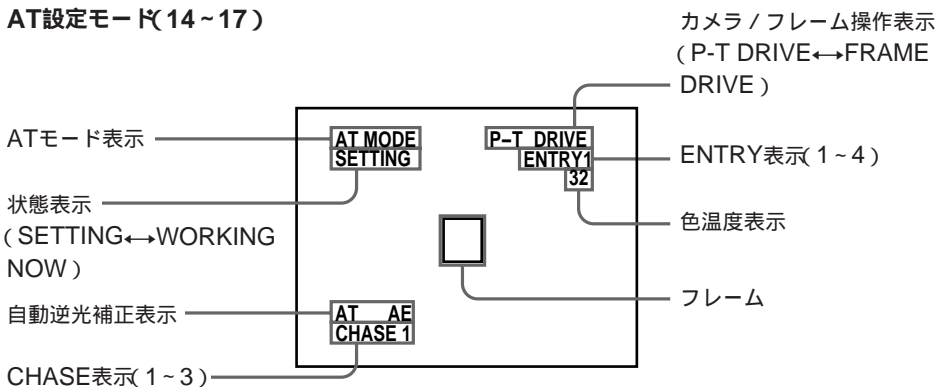 AT設定モード(14~17)
カメラ/フレーム操作表示
(P-T DRIVE↔FRAME
DRIVE)
ATモード表示
AT MODE
P–T DRIVE
SETTING
ENTRY1
ENTRY表示(1~4)
32
状態表示
(SETTING↔WORKING
NOW)
色温度表示
フレーム
自動逆光補正表示
AT AE
CHASE 1
CHASE表示(1~3)